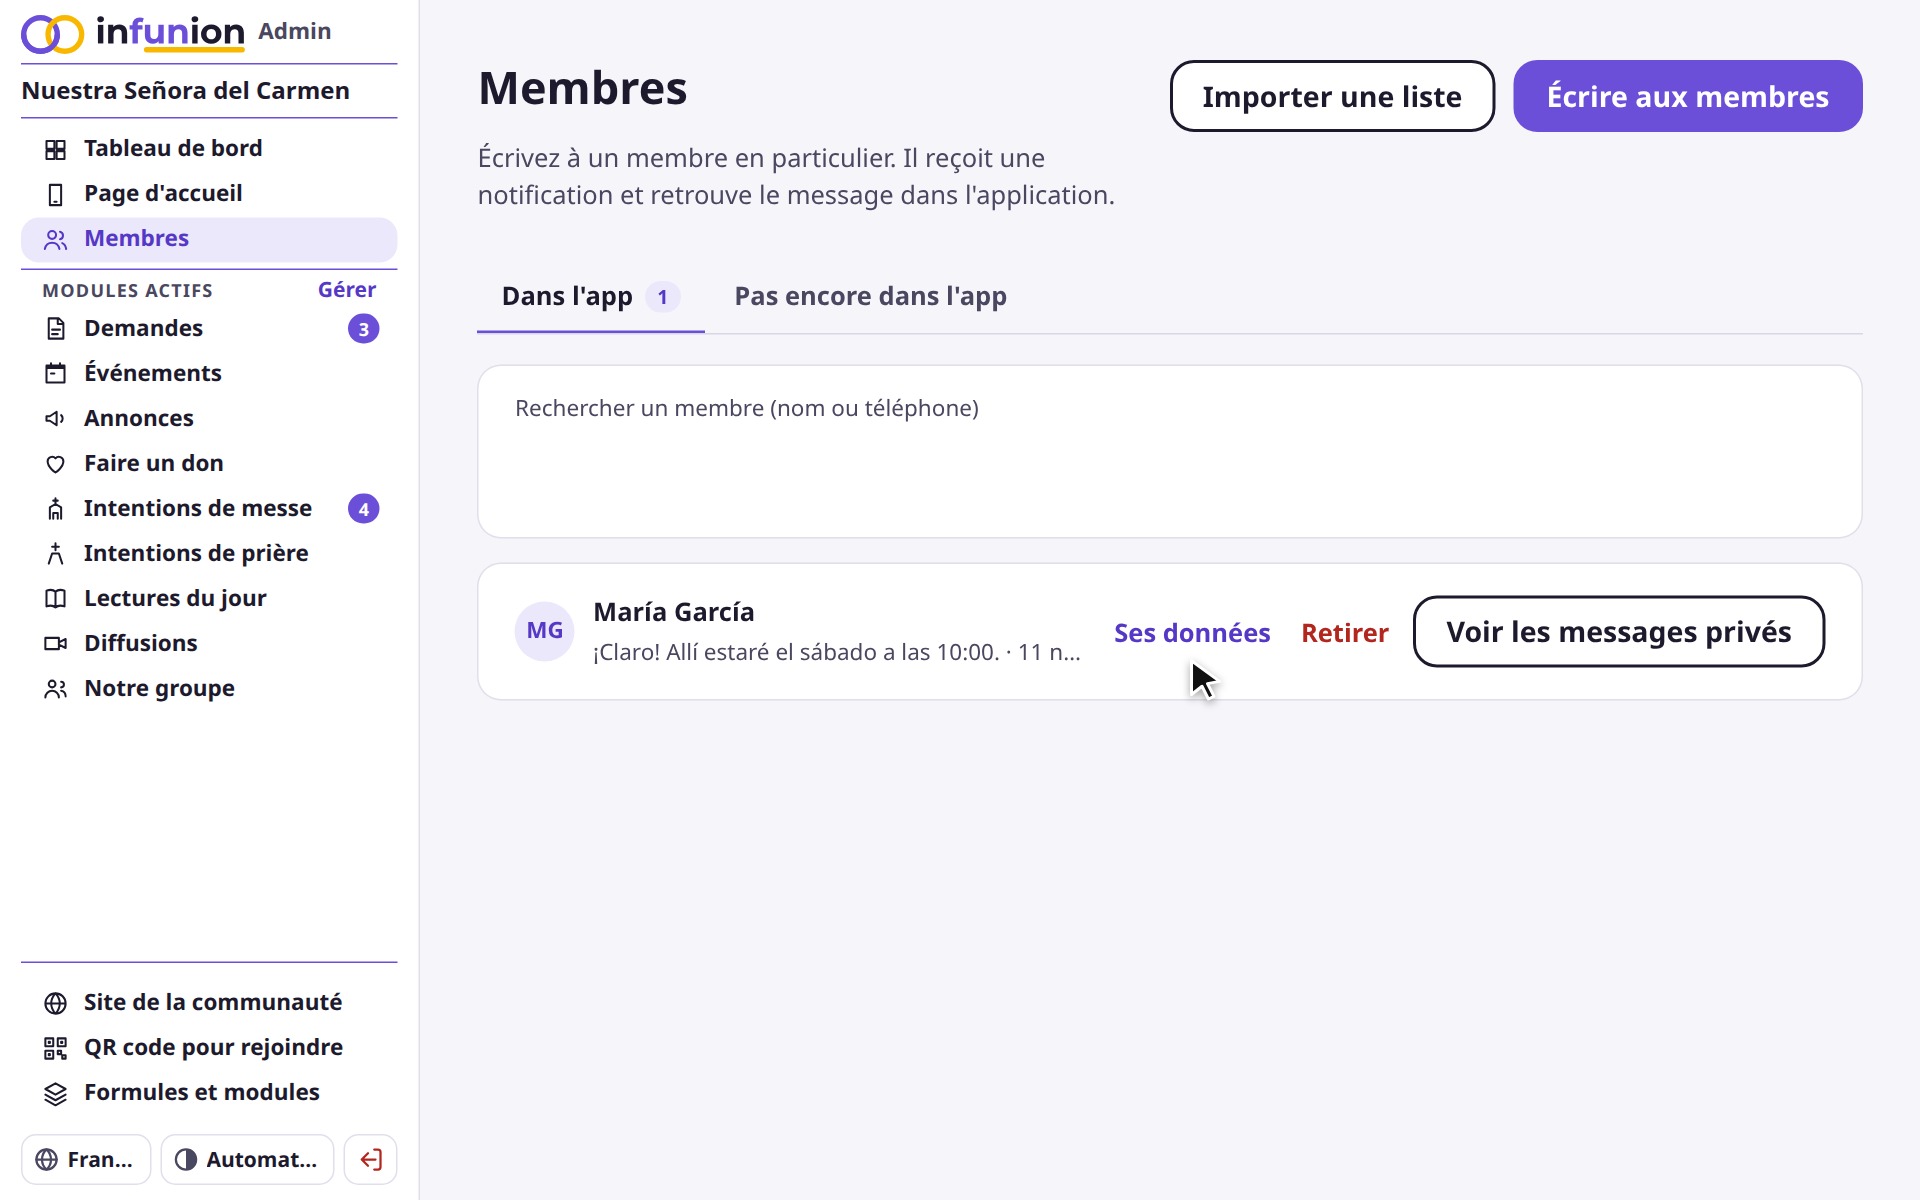 infunion Admin
Nuestra Señora del Carmen
Tableau de bord
Page d'accueil
Membres
MODULES ACTIFS Gérer
Demandes 3
Événements
Annonces
Faire un don
Intentions de messe 4
Intentions de prière
Lectures du jour
Diffusions
Notre groupe
Site de la communauté
QR code pour rejoindre
Formules et modules
Fran... Automat...
Membres
Importer une liste Écrire aux membres
Écrivez à un membre en particulier. Il reçoit une
notification et retrouve le message dans l'application.
Dans l'app 1 Pas encore dans l'app
Rechercher un membre (nom ou téléphone)
MG María García
¡Claro! Allí estaré el sábado a las 10:00. · 11 n...
Ses données Retirer Voir les messages privés